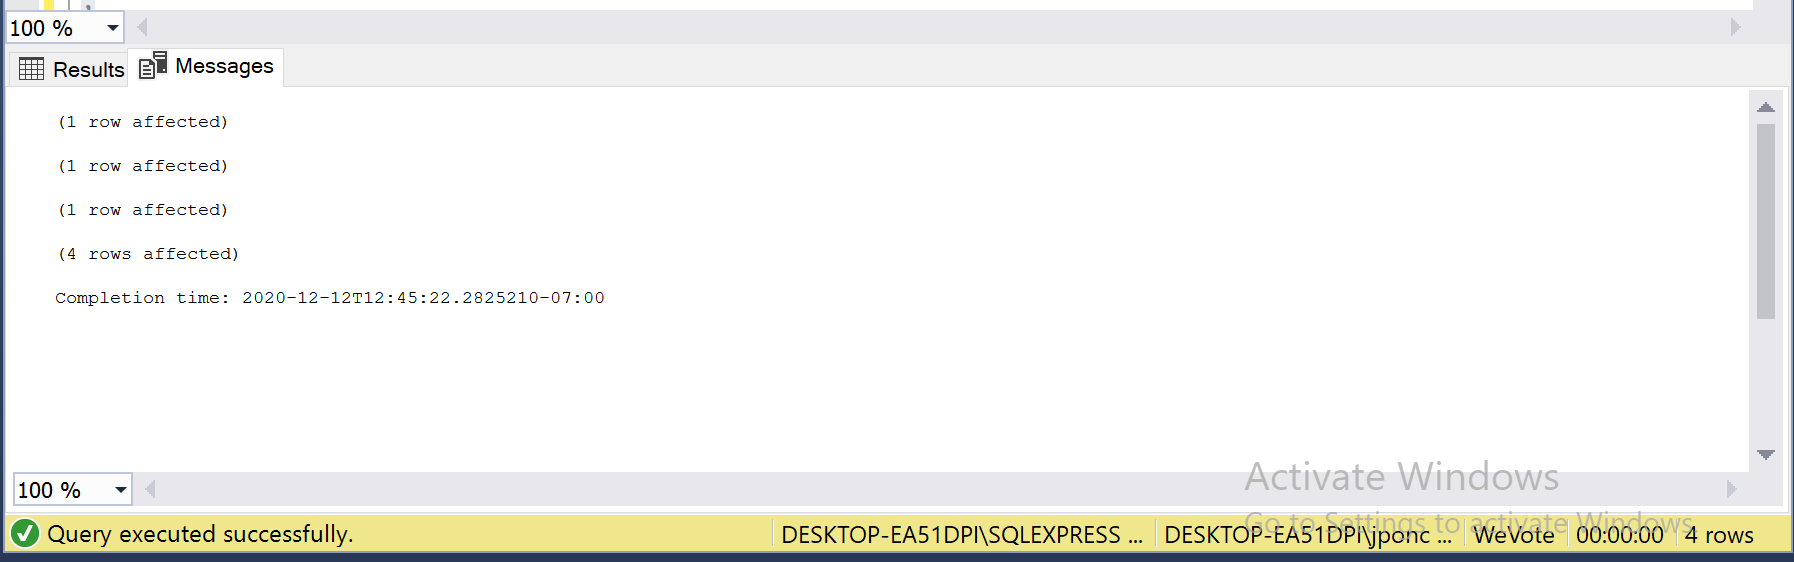 100 %
Results
Messages
(1 row affected)
(1 row affected)
(1 row affected)
(4 rows affected)
Completion time: 2020-12-12T12:45:22.2825210-07:00
Activate Windows
100 %
Go to Settings to activate Windows.
Query executed successfully.
DESKTOP-EA51DPI\SQLEXPRESS ...
DESKTOP-EA51DPI\jponc ...
WeVote
00:00:00
4 rows